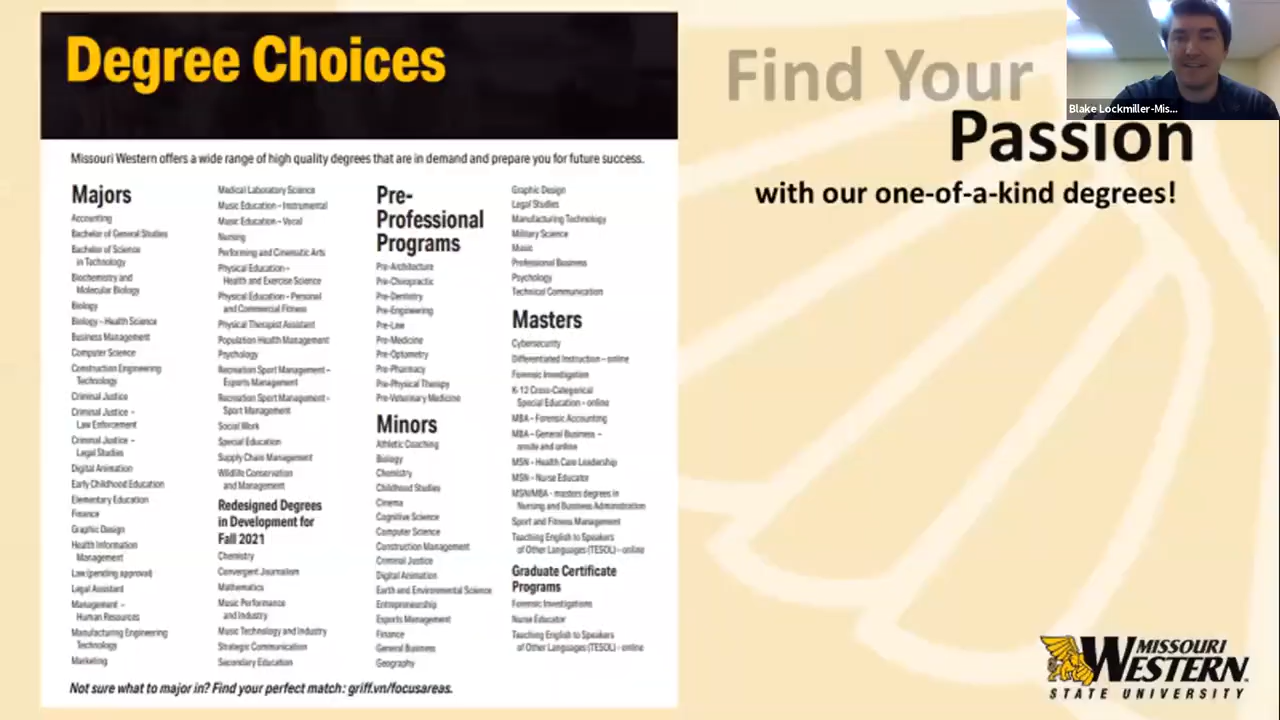 Degree Choices
Missouri Western offers a wide range of high quality degrees that are in demand and prepare you for future success.
Majors
Accounting
Bachelor of General Studies
Bachelor of Science
in Technology
Biochemistry and
Molecular Biology
Biology
Biology – Health Science
Business Management
Computer Science
Construction Engineering
Technology
Criminal Justice
Criminal Justice –
Law Enforcement
Criminal Justice –
Legal Studies
Digital Animation
Early Childhood Education
Elementary Education
Finance
Graphic Design
Health Information
Management
Law (pending approval)
Legal Assistant
Management –
Human Resources
Manufacturing Engineering
Technology
Marketing
Medical Laboratory Science
Music Education – Instrumental
Music Education – Vocal
Nursing
Performing and Cinematic Arts
Physical Education –
Health and Exercise Science
Physical Education - Personal
and Commercial Fitness
Physical Therapist Assistant
Population Health Management
Psychology
Recreation Sport Management –
Esports Management
Recreation Sport Management -
Sport Management
Social Work
Special Education
Supply Chain Management
Wildlife Conservation
and Management
Redesigned Degrees
in Development for
Fall 2021
Chemistry
Convergent Journalism
Mathematics
Music Performance
and Industry
Music Technology and Industry
Strategic Communication
Secondary Education
Pre-
Professional
Programs
Pre-Architecture
Pre-Chiropractic
Pre-Dentistry
Pre-Engineering
Pre-Law
Pre-Medicine
Pre-Optometry
Pre-Pharmacy
Pre-Physical Therapy
Pre-Veterinary Medicine
Minors
Athletic Coaching
Biology
Chemistry
Childhood Studies
Cinema
Cognitive Science
Computer Science
Construction Management
Criminal Justice
Digital Animation
Earth and Environmental Science
Entrepreneurship
Esports Management
Finance
General Business
Geography
Graphic Design
Legal Studies
Manufacturing Technology
Military Science
Music
Professional Business
Psychology
Technical Communication
Masters
Cybersecurity
Differentiated Instruction – online
Forensic Investigation
K-12 Cross-Categorical
Special Education - online
MBA – Forensic Accounting
MBA – General Business –
onsite and online
MSN - Health Care Leadership
MSN - Nurse Educator
MSN/MBA - masters degrees in
Nursing and Business Administration
Sport and Fitness Management
Teaching English to Speakers
of Other Languages (TESOL) - online
Graduate Certificate
Programs
Forensic Investigations
Nurse Educator
Teaching English to Speakers
of Other Languages (TESOL) - online
Not sure what to major in? Find your perfect match: griff.vn/focusareas.
Find Your
Passion
with our one-of-a-kind degrees!
Blake Lockmiller-Mis...
MISSOURI
WESTERN
STATE UNIVERSITY